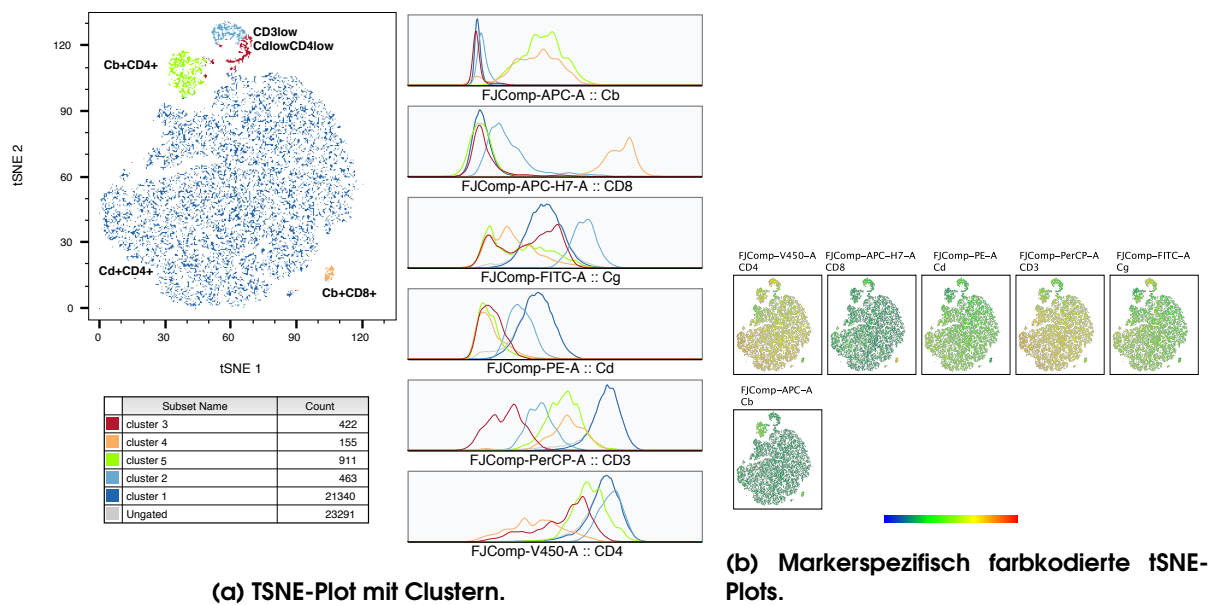 120
90
60
30
0
tSNE 2
CD3low
CdlowCD4low
Cb+CD4+
Cd+CD4+
Cb+CD8+
0
30
60
90
120
tSNE 1
Subset Name Count
cluster 3 422
cluster 4 155
cluster 5 911
cluster 2 463
cluster 1 21340
Ungated 23291
FJComp-APC-A :: Cb
FJComp-APC-H7-A :: CD8
FJComp-FITC-A :: Cg
FJComp-PE-A :: Cd
FJComp-PerCP-A :: CD3
FJComp-V450-A :: CD4
(a) TSNE-Plot mit Clustern.
FJComp-V450-A
CD4
FJComp-APC-H7-A
CD8
FJComp-PE-A
Cd
FJComp-PerCP-A
CD3
FJComp-FITC-A
Cg
FJComp-APC-A
Cb
(b) Markerspezifisch farbkodierte tSNE-
Plots.